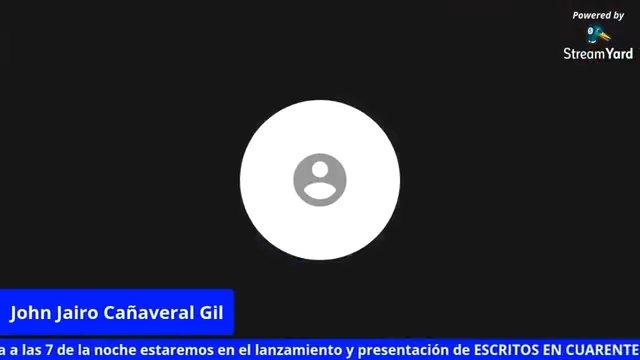 Powered by
StreamYard
John Jairo Cañaveral Gil
a a las 7 de la noche estaremos en el lanzamiento y presentación de ESCRITOS EN CUARENTE